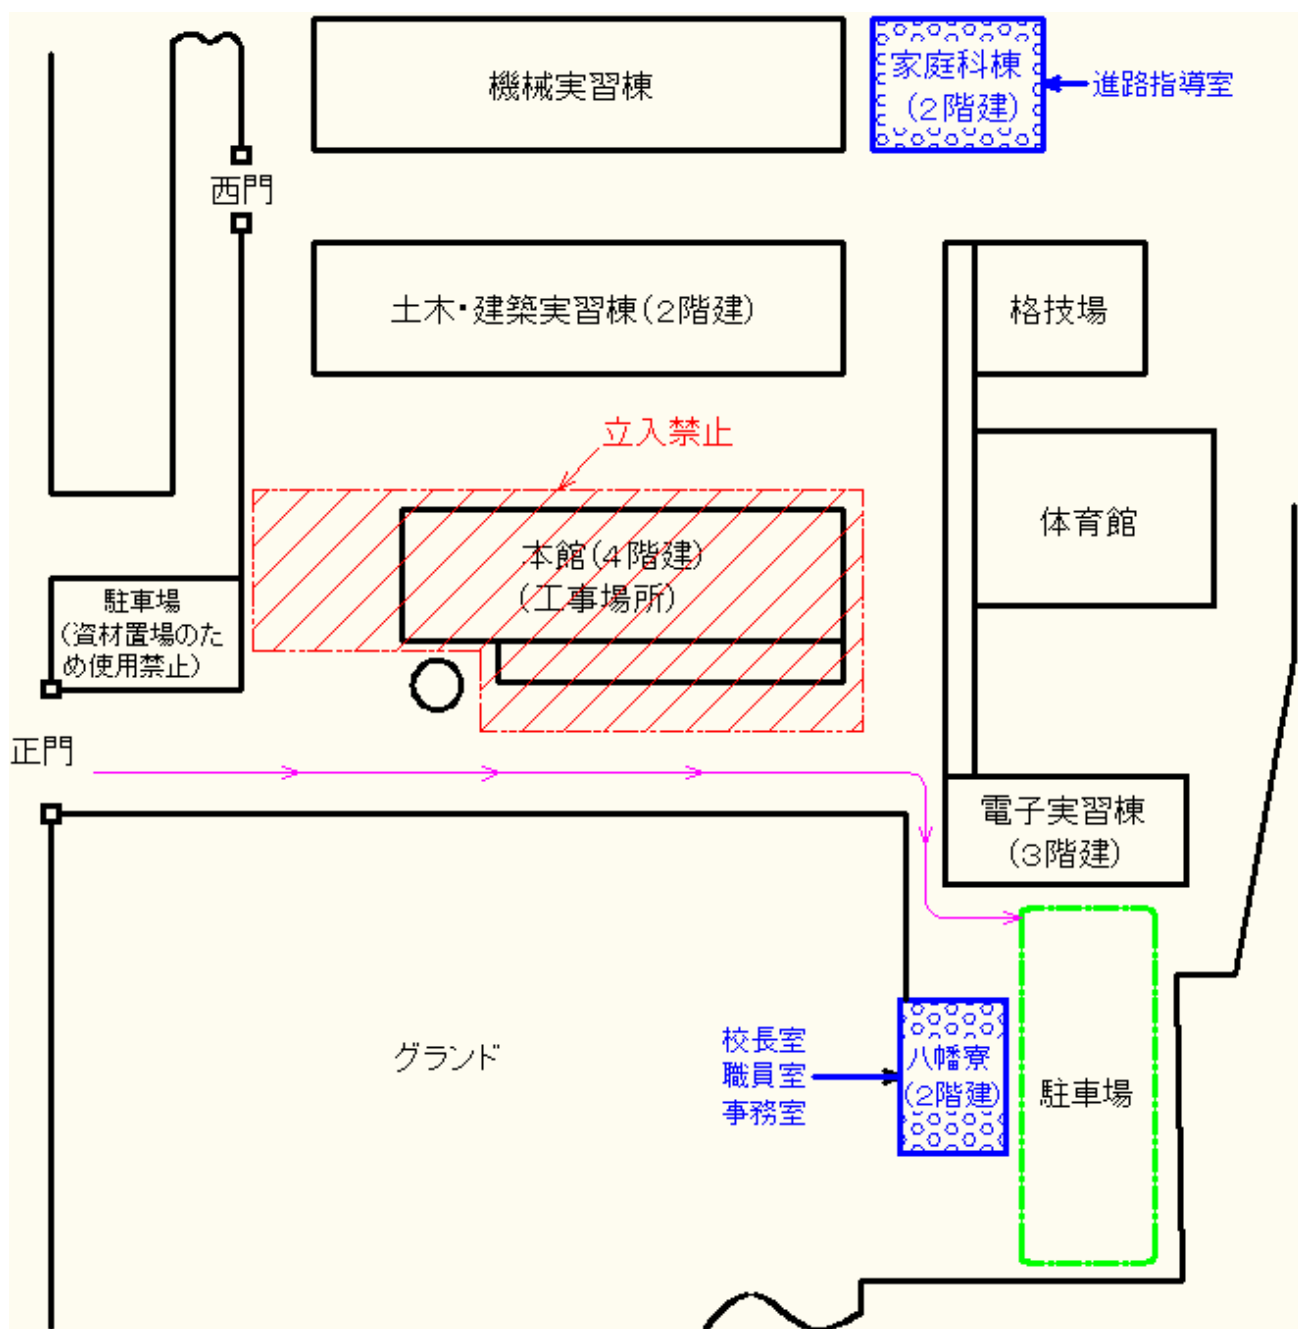 機械実習棟
家庭科棟
(2階建)
進路指導室
西門
土木・建築実習棟(2階建)
格技場
立入禁止
体育館
本館(4階建)
(工事場所)
駐車場
(資材置場のた
め使用禁止)
正門
電子実習棟
(3階建)
グランド
校長室
職員室
事務室
八幡寮
(2階建)
駐車場